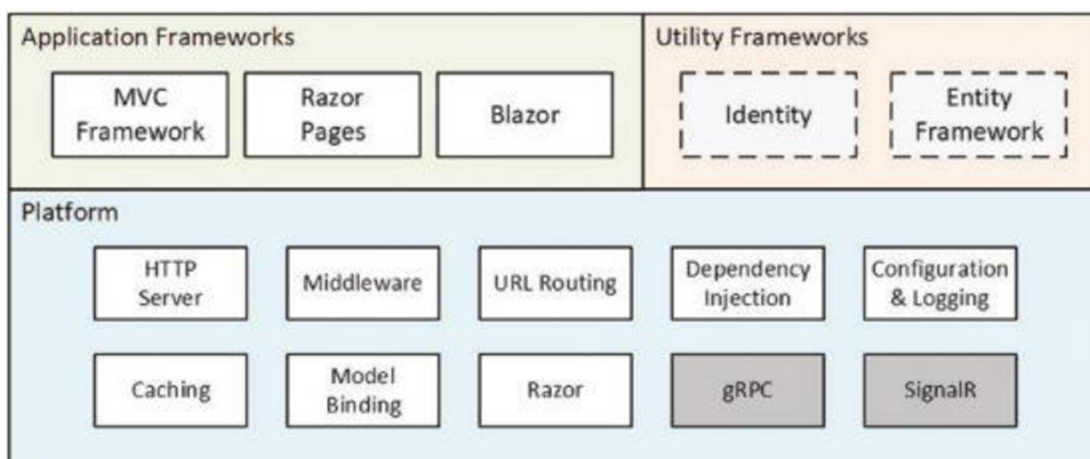 Application Frameworks
Utility Frameworks
MVC
Framework
Razor
Pages
Blazor
Identity
Entity
Framework
Platform
HTTP
Server
Middleware
URL Routing
Dependency
Injection
Configuration
& Logging
Caching
Model
Binding
Razor
gRPC
SignalR